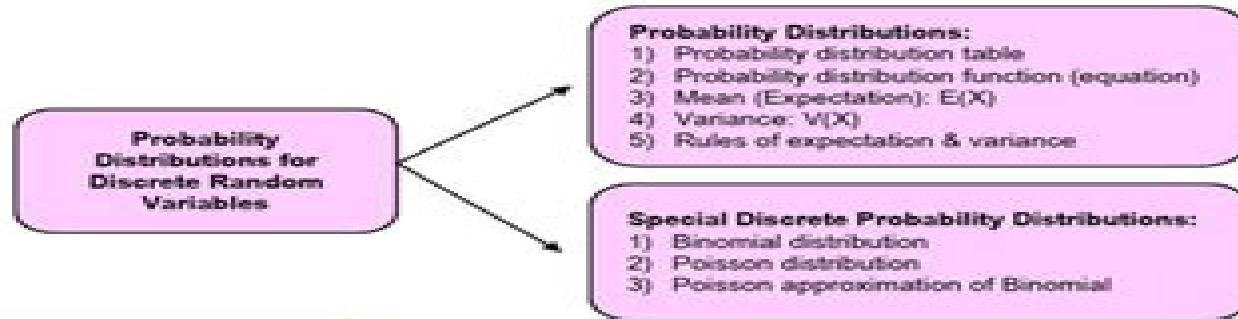 Probability
Distributions for
Discrete Random
Variables
Probability Distributions:
1) Probability distribution table
2) Probability distribution function (equation)
3) Mean (Expectation): E(X)
4) Variance: V(X)
5) Rules of expectation & variance
Special Discrete Probability Distributions:
1) Binomial distribution
2) Poisson distribution
3) Poisson approximation of Binomial